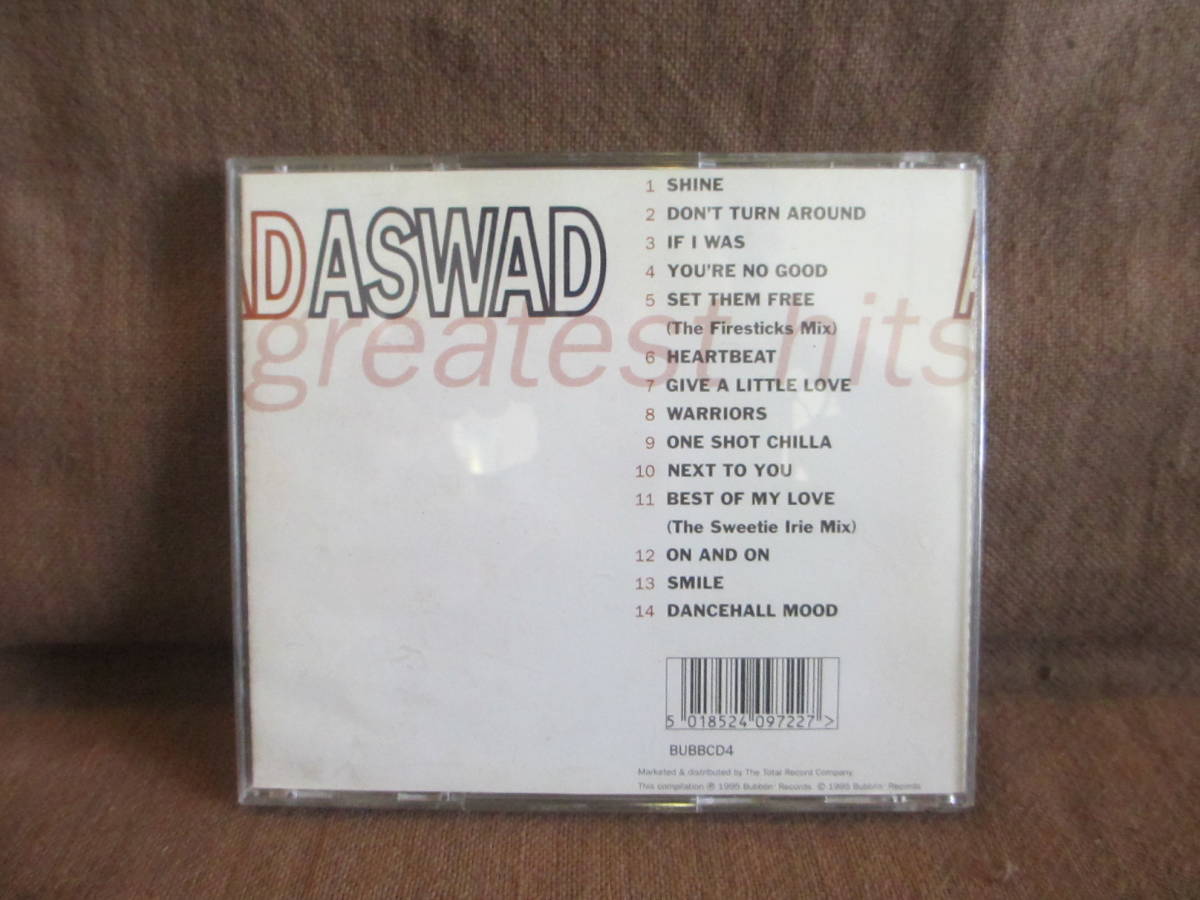 AD ASWAD A
greatest hits
1 SHINE
2 DON'T TURN AROUND
3 IF I WAS
4 YOU'RE NO GOOD
5 SET THEM FREE
(The Firesticks Mix)
6 HEARTBEAT
7 GIVE A LITTLE LOVE
8 WARRIORS
9 ONE SHOT CHILLA
10 NEXT TO YOU
11 BEST OF MY LOVE
(The Sweetie Irie Mix)
12 ON AND ON
13 SMILE
14 DANCEHALL MOOD
5 018524 097227 >
BUBBCD4
Marketed & distributed by The Total Record Company
This compilation ℗ 1995 Bubblin' Records © 1995 Bubblin' Records